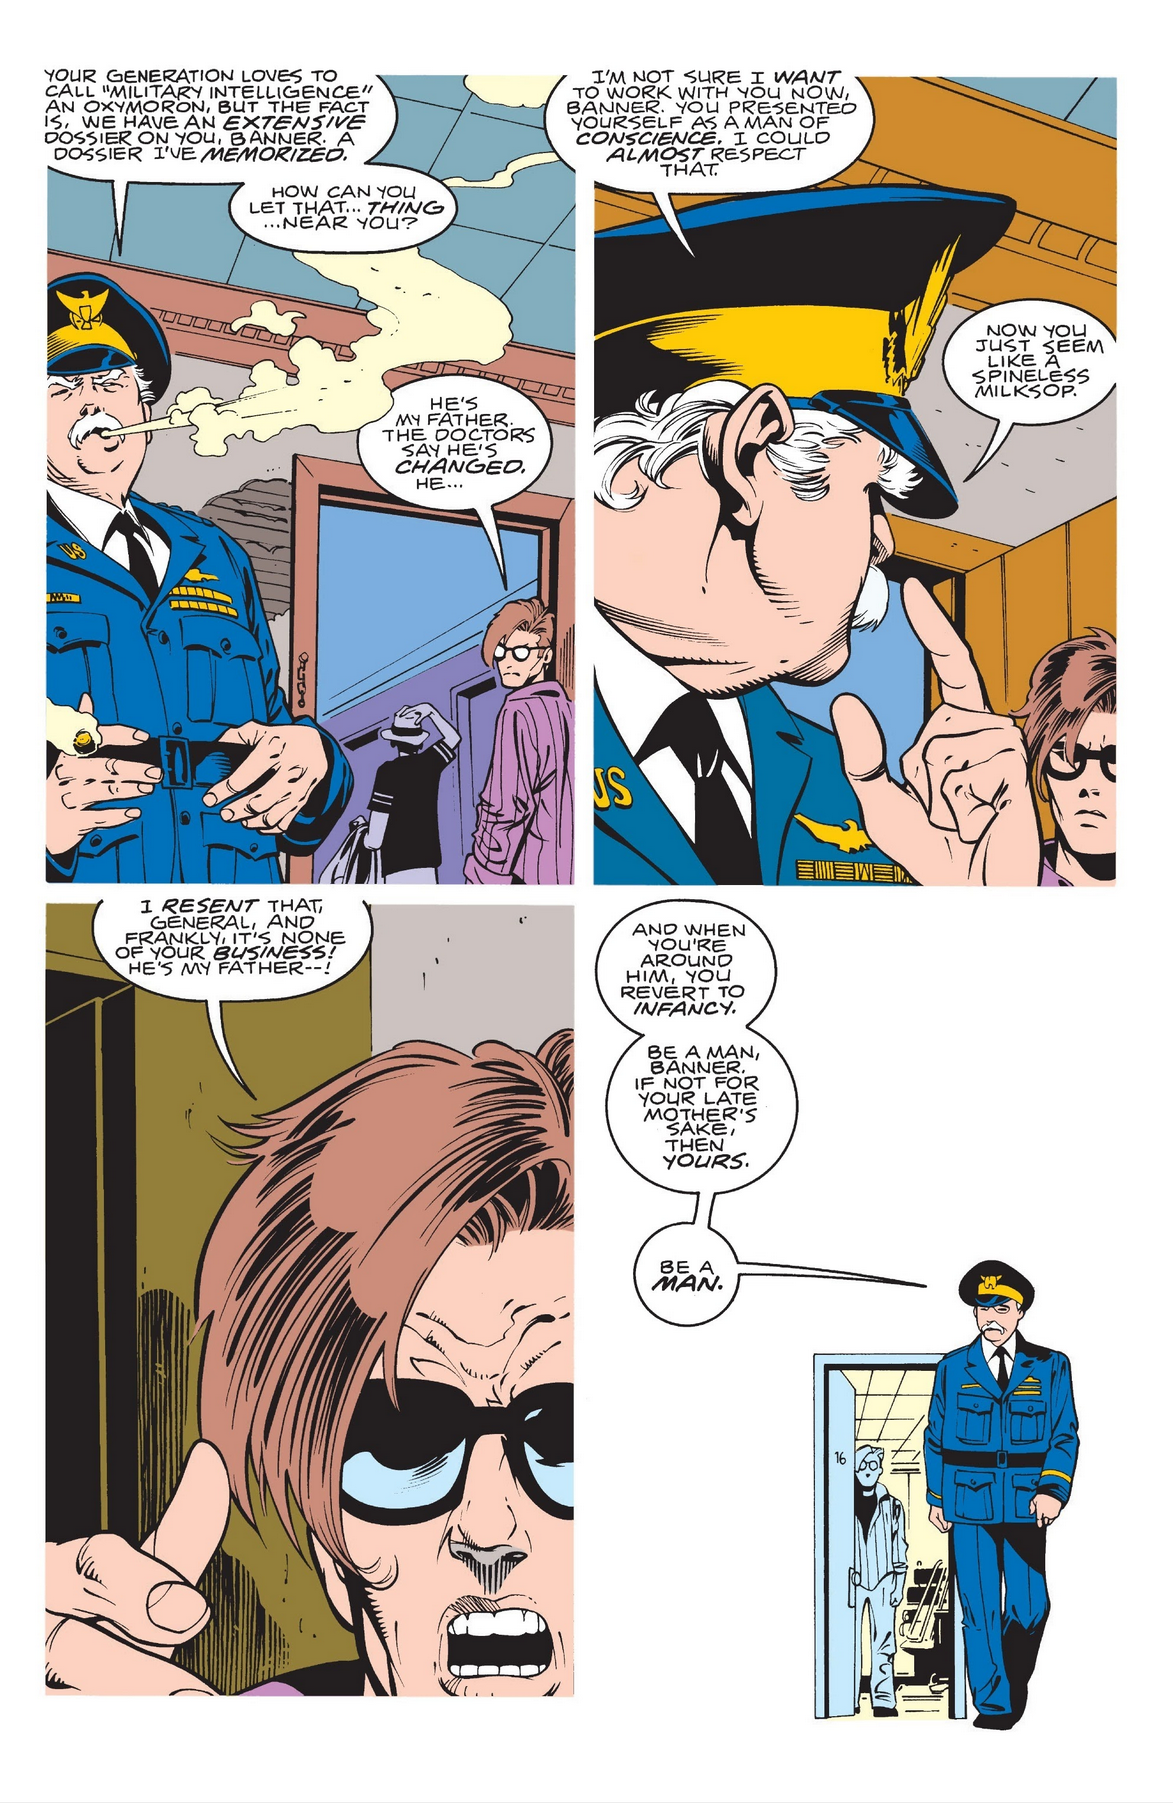 YOUR GENERATION LOVES TO
CALL "MILITARY INTELLIGENCE"
AN OXYMORON, BUT THE FACT
IS, WE HAVE AN EXTENSIVE
DOSSIER ON YOU, BANNER. A
DOSSIER I'VE MEMORIZED.
HOW CAN YOU
LET THAT... THING
...NEAR YOU?
HE'S
MY FATHER.
THE DOCTORS
SAY HE'S
CHANGED.
HE...
US
I'M NOT SURE I WANT
TO WORK WITH YOU NOW,
BANNER. YOU PRESENTED
YOURSELF AS A MAN OF
CONSCIENCE. I COULD
ALMOST RESPECT
THAT.
NOW YOU
JUST SEEM
LIKE A
SPINELESS
MILKSOP.
US
I RESENT THAT,
GENERAL, AND
FRANKLY, IT'S NONE
OF YOUR BUSINESS!
HE'S MY FATHER--!
AND WHEN
YOU'RE
AROUND
HIM, YOU
REVERT TO
INFANCY.
BE A MAN,
BANNER.
IF NOT FOR
YOUR LATE
MOTHER'S
SAKE,
THEN
YOURS.
BE A
MAN.
16